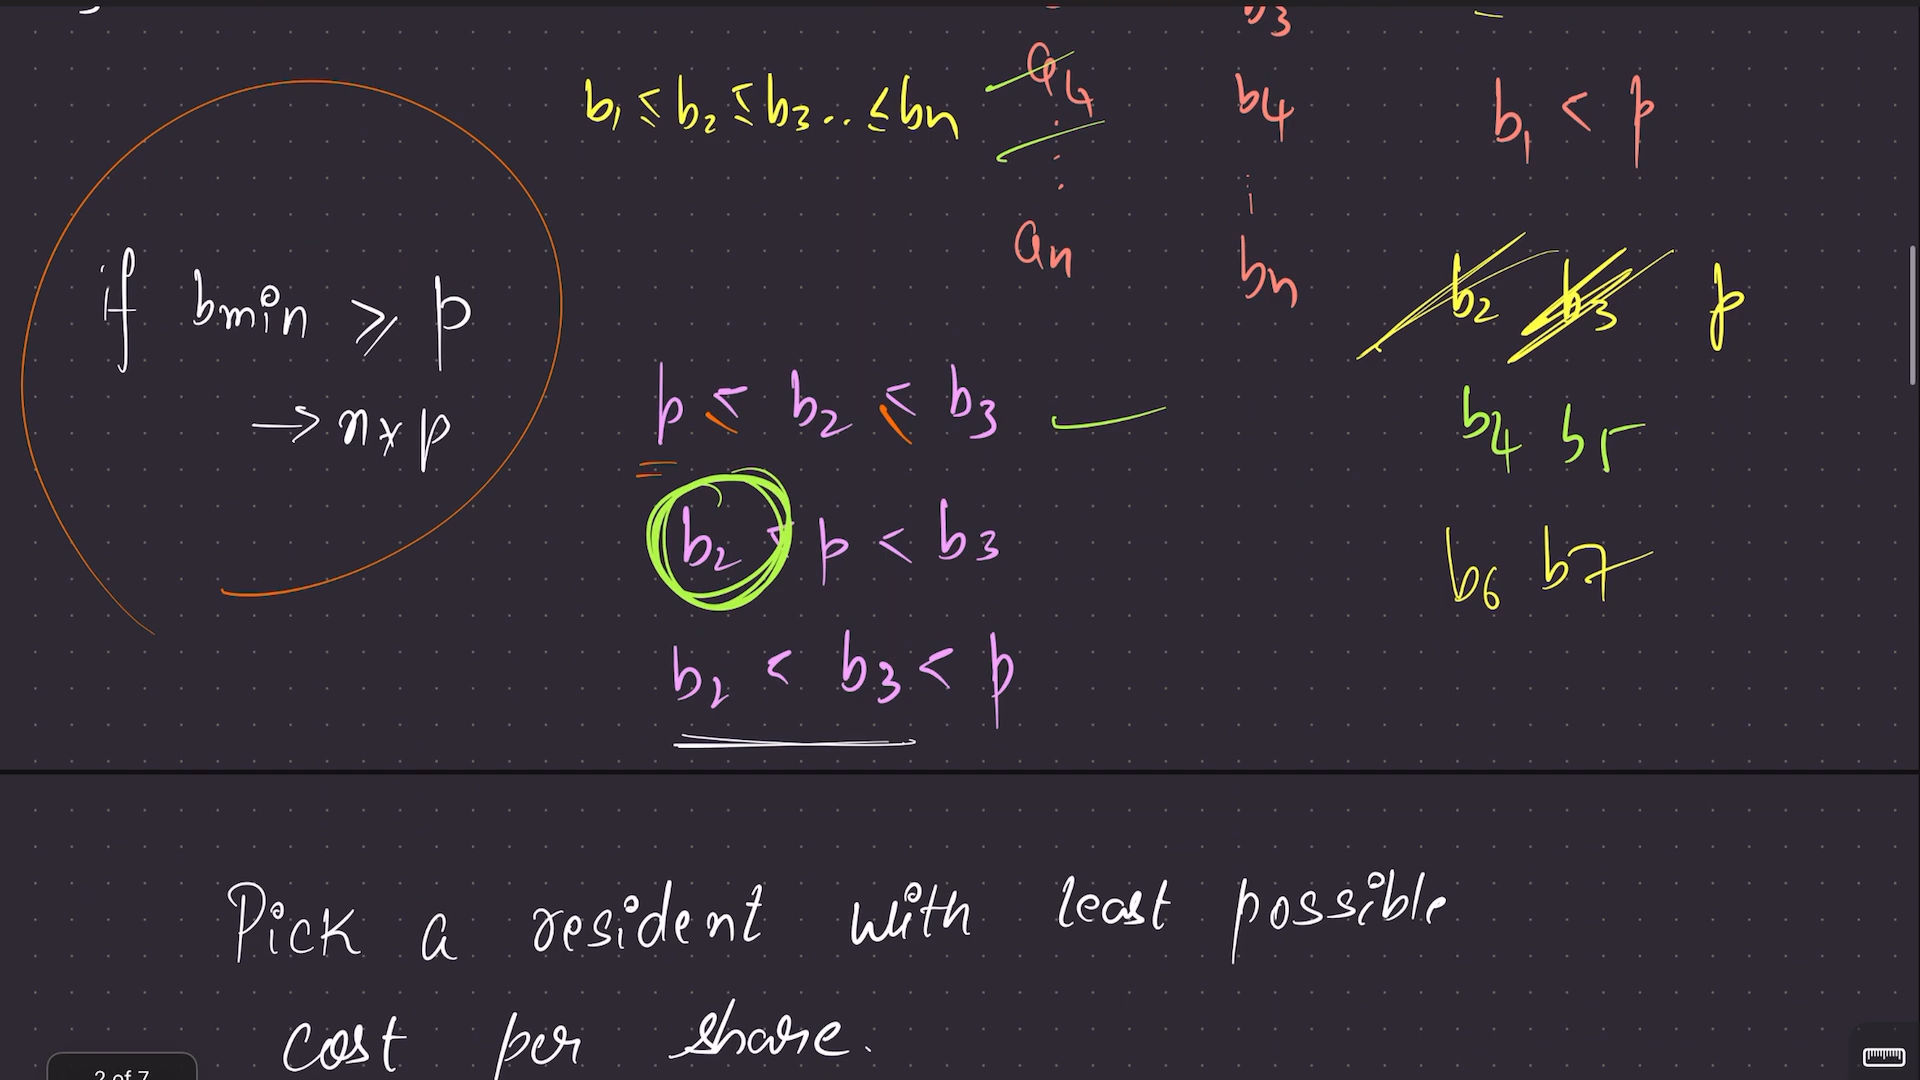 b3
a4
b1 ≤ b2 ≤ b3 .. ≤ bn
b4
b1 < p
an
bn
if bmin ≥ p
→ n * p
b2 b3 p
p ≤ b2 ≤ b3
b4 b5
b2 < p < b3
b6 b7
b2 < b3 < p
Pick a resident with least possible
cost per share.
2 of 7